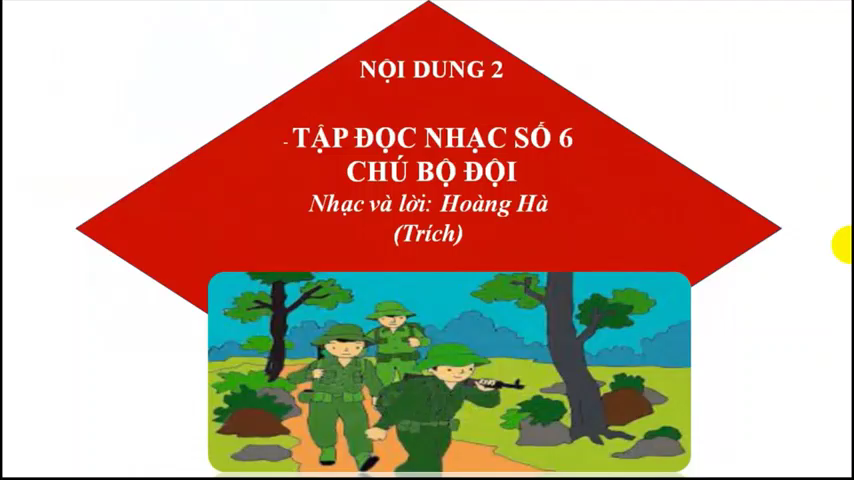 NỘI DUNG 2
- TẬP ĐỌC NHẠC SỐ 6
CHÚ BỘ ĐỘI
Nhạc và lời: Hoàng Hà
(Trích)